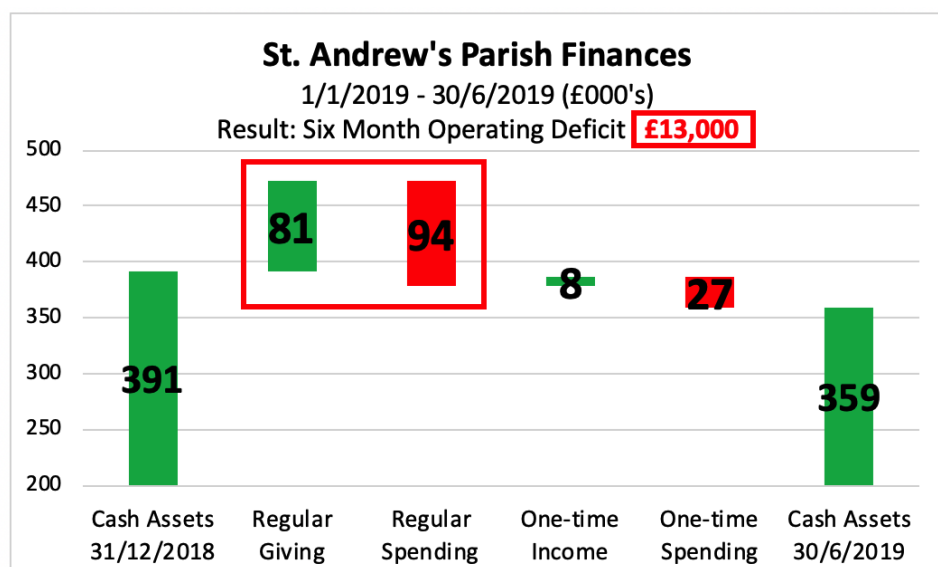 St. Andrew's Parish Finances
1/1/2019 - 30/6/2019 (£000's)
Result: Six Month Operating Deficit £13,000
500
450
400
350
300
250
200
391
81
94
8
27
359
Cash Assets 31/12/2018
Regular Giving
Regular Spending
One-time Income
One-time Spending
Cash Assets 30/6/2019